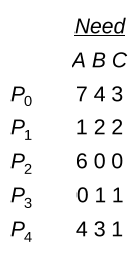 Need
A B C
P0 7 4 3
P1 1 2 2
P2 6 0 0
P3 0 1 1
P4 4 3 1